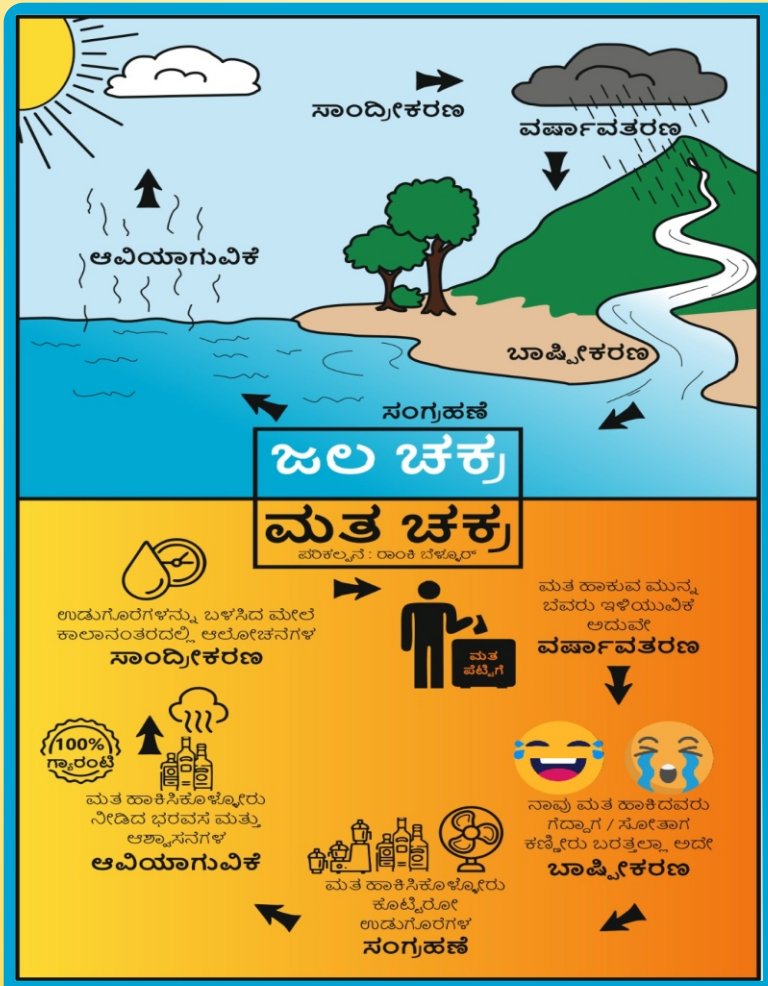 ಸಾಂದ್ರೀಕರಣ
ವರ್ಷಾವತರಣ
ಆವಿಯಾಗುವಿಕೆ
ಬಾಷ್ಪೀಕರಣ
ಸಂಗ್ರಹಣೆ
ಜಲ ಚಕ್ರ
ಮತ ಚಕ್ರ
ಪರಿಕಲ್ಪನೆ : ರಾಂಕಿ ಬೆಳ್ಳೂರ್
ಉಡುಗೊರೆಗಳನ್ನು ಬಳಸಿದ ಮೇಲೆ
ಕಾಲಾನಂತರದಲ್ಲಿ ಆಲೋಚನೆಗಳ
ಸಾಂದ್ರೀಕರಣ
ಮತ
ಪೆಟ್ಟಿಗೆ
ಮತ ಹಾಕುವ ಮುನ್ನ
ಬೆವರು ಇಳಿಯುವಿಕೆ
ಅದುವೇ
ವರ್ಷಾವತರಣ
100%
ಗ್ಯಾರಂಟಿ
ಮತ ಹಾಕಿಸಿಕೊಳ್ಳೋರು
ನೀಡಿದ ಭರವಸೆ ಮತ್ತು
ಆಶ್ವಾಸನೆಗಳ
ಆವಿಯಾಗುವಿಕೆ
ನಾವು ಮತ ಹಾಕಿದವರು
ಗೆದ್ದಾಗ / ಸೋತಾಗ
ಕಣ್ಣೀರು ಬರತ್ತಲ್ಲಾ ಅದೇ
ಬಾಷ್ಪೀಕರಣ
ಮತ ಹಾಕಿಸಿಕೊಳ್ಳೋರು
ಕೊಟ್ಟಿರೋ
ಉಡುಗೊರೆಗಳ
ಸಂಗ್ರಹಣೆ